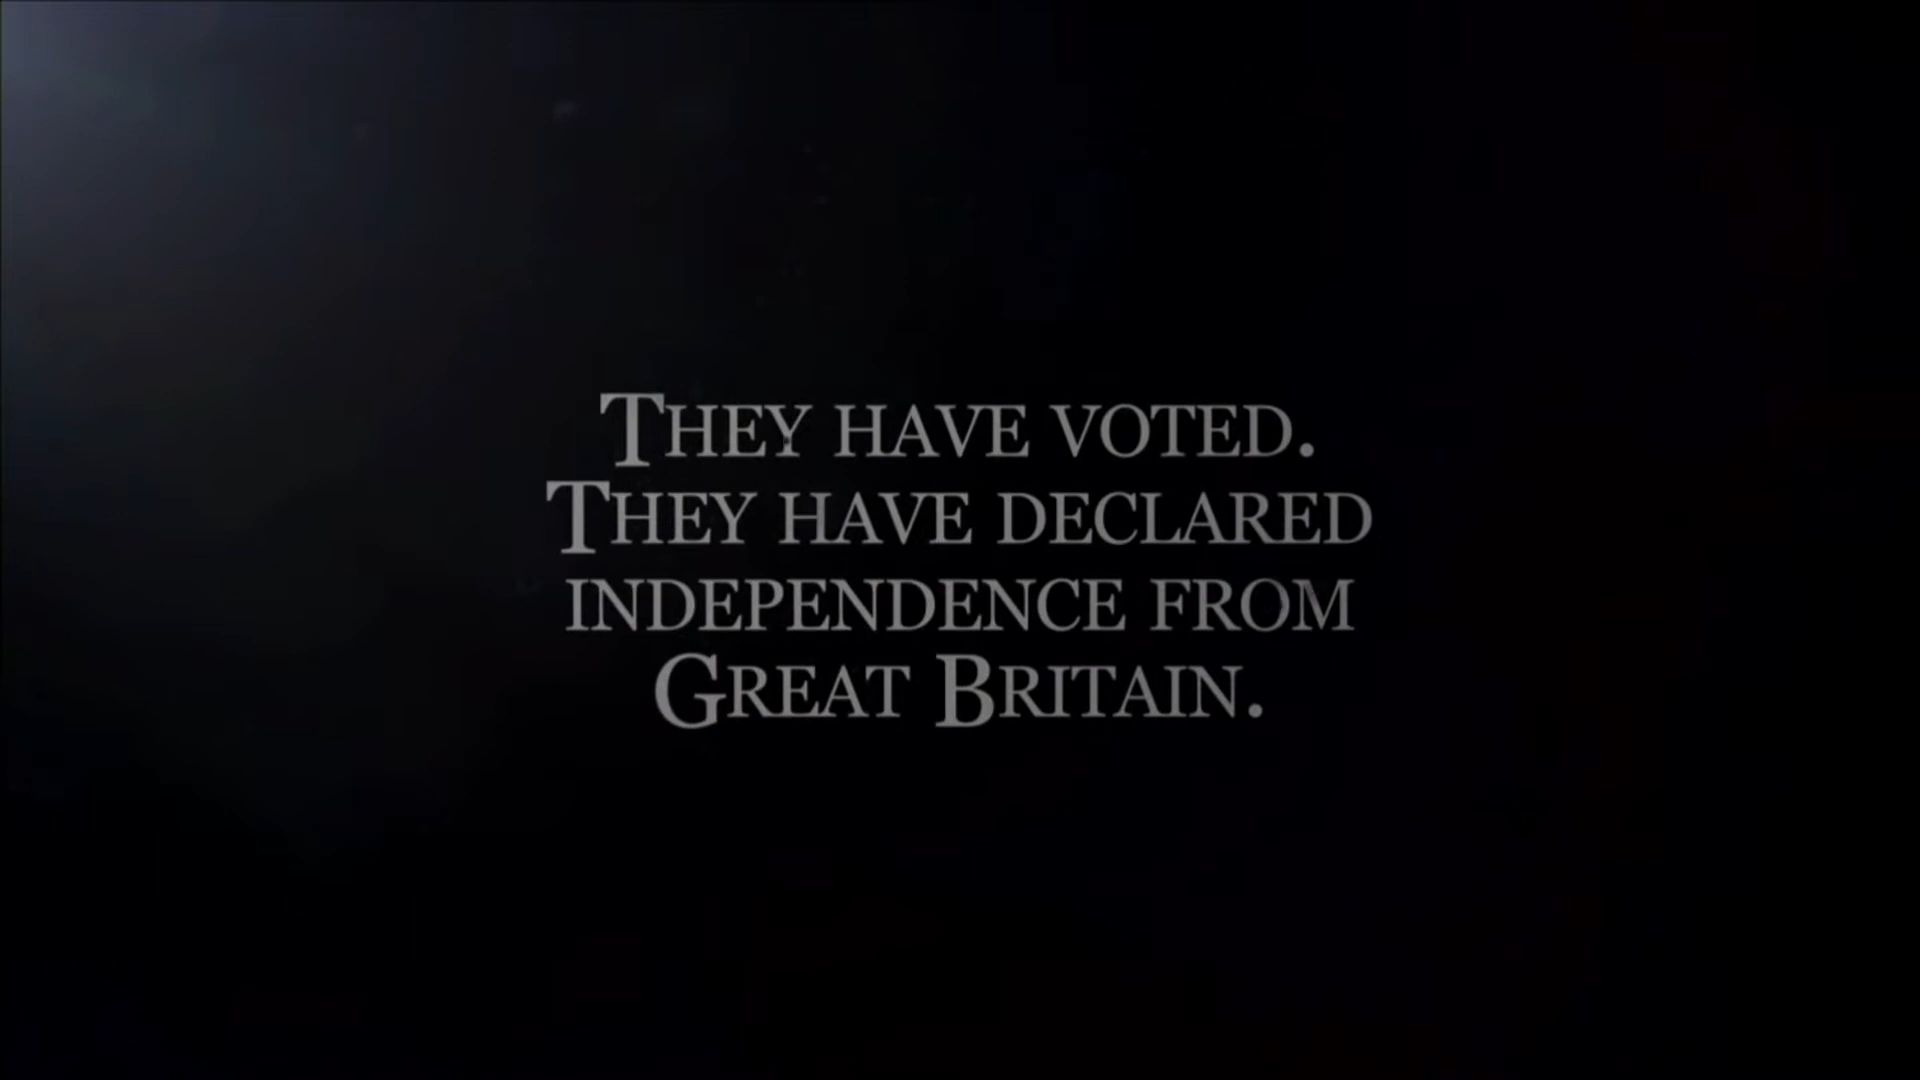 They have voted.
They have declared
independence from
Great Britain.